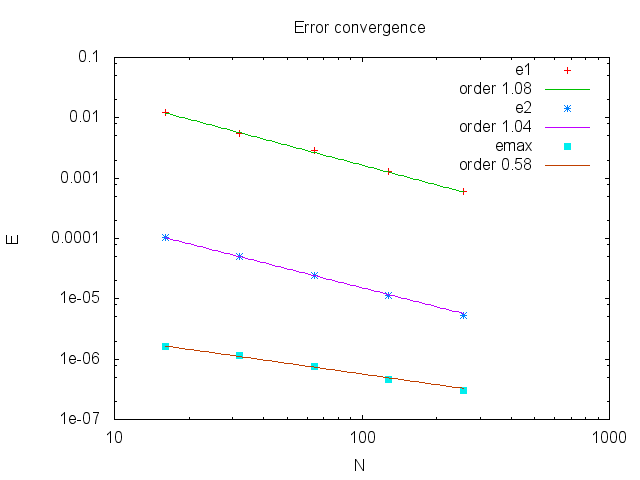 Error convergence
0.1
0.01
0.001
0.0001
1e-05
1e-06
1e-07
E
e1
order 1.08
e2
order 1.04
emax
order 0.58
10 100 1000
N